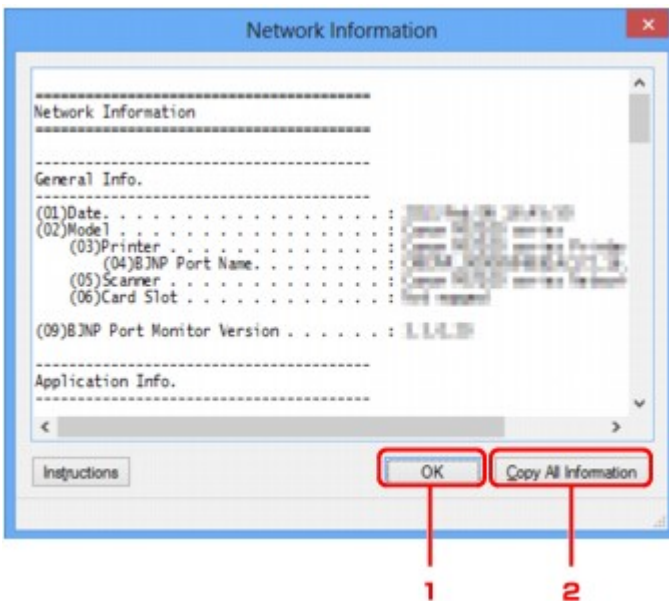 Network Information
==========================================
Network Information
==========================================
------------------------------------------
General Info.
------------------------------------------
(01)Date. . . . . . . . . . . . . . . . . :
(02)Model . . . . . . . . . . . . . . . . :
(03)Printer . . . . . . . . . . . . . :
(04)BJNP Port Name. . . . . . . . :
(05)Scanner . . . . . . . . . . . . . :
(06)Card Slot . . . . . . . . . . . . :
(09)BJNP Port Monitor Version . . . . . . :
------------------------------------------
Application Info.
------------------------------------------
Instructions OK Copy All Information
1 2